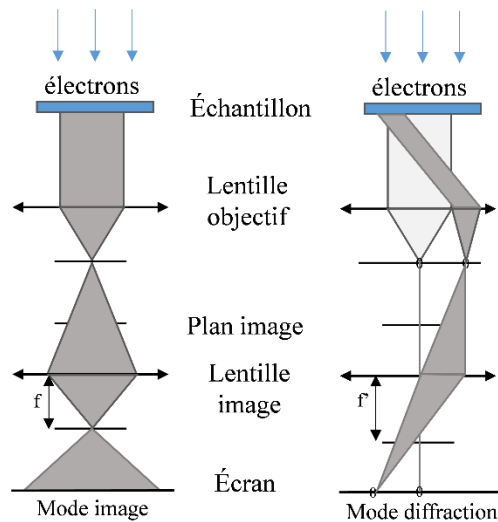 électrons
électrons
Échantillon
Lentille
objectif
Plan image
Lentille
image
f
f'
Écran
Mode image
Mode diffraction